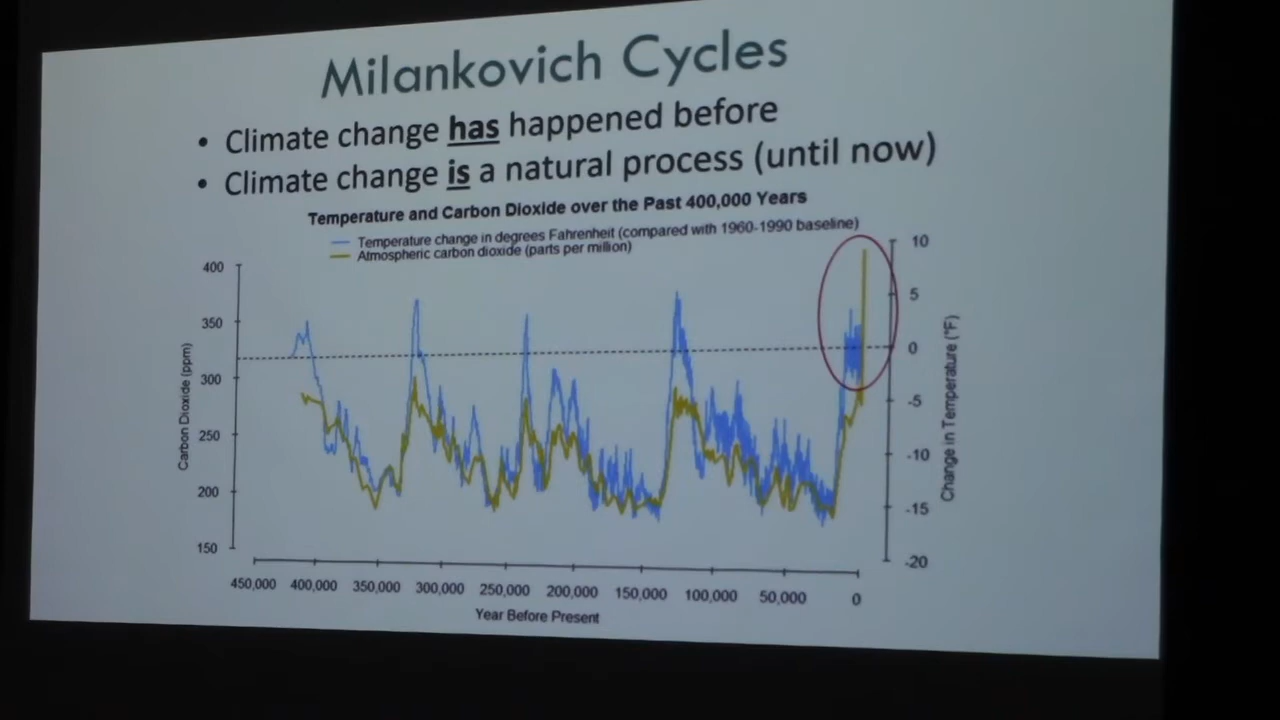 Milankovich Cycles
• Climate change has happened before
• Climate change is a natural process (until now)
Temperature and Carbon Dioxide over the Past 400,000 Years
Temperature change in degrees Fahrenheit (compared with 1960-1990 baseline)
Atmospheric carbon dioxide (parts per million)
Carbon Dioxide (ppm)
400
350
300
250
200
150
10
5
0
-5
-10
-15
-20
Change in Temperature (°F)
450,000 400,000 350,000 300,000 250,000 200,000 150,000 100,000 50,000 0
Year Before Present